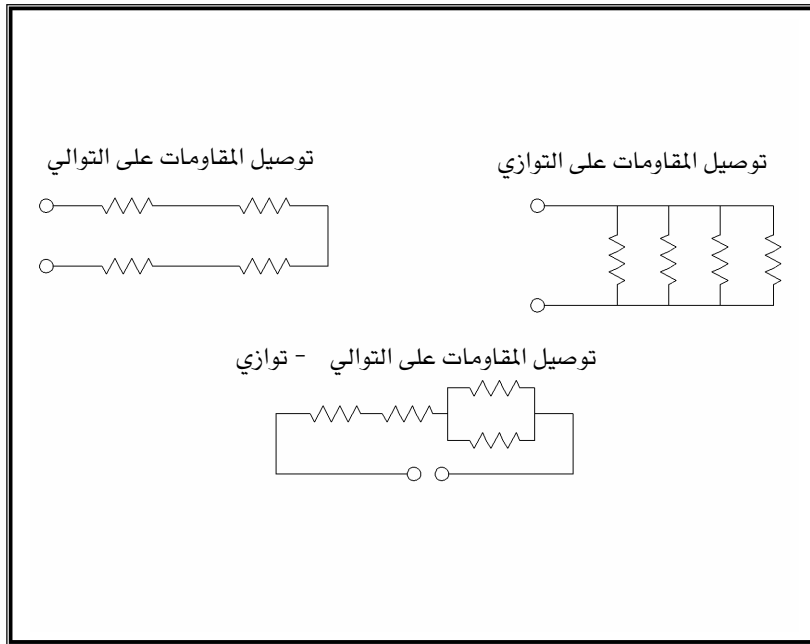 توصيل المقاومات على التوازي
توصيل المقاومات على التوالي
توصيل المقاومات على التوالي - توازي